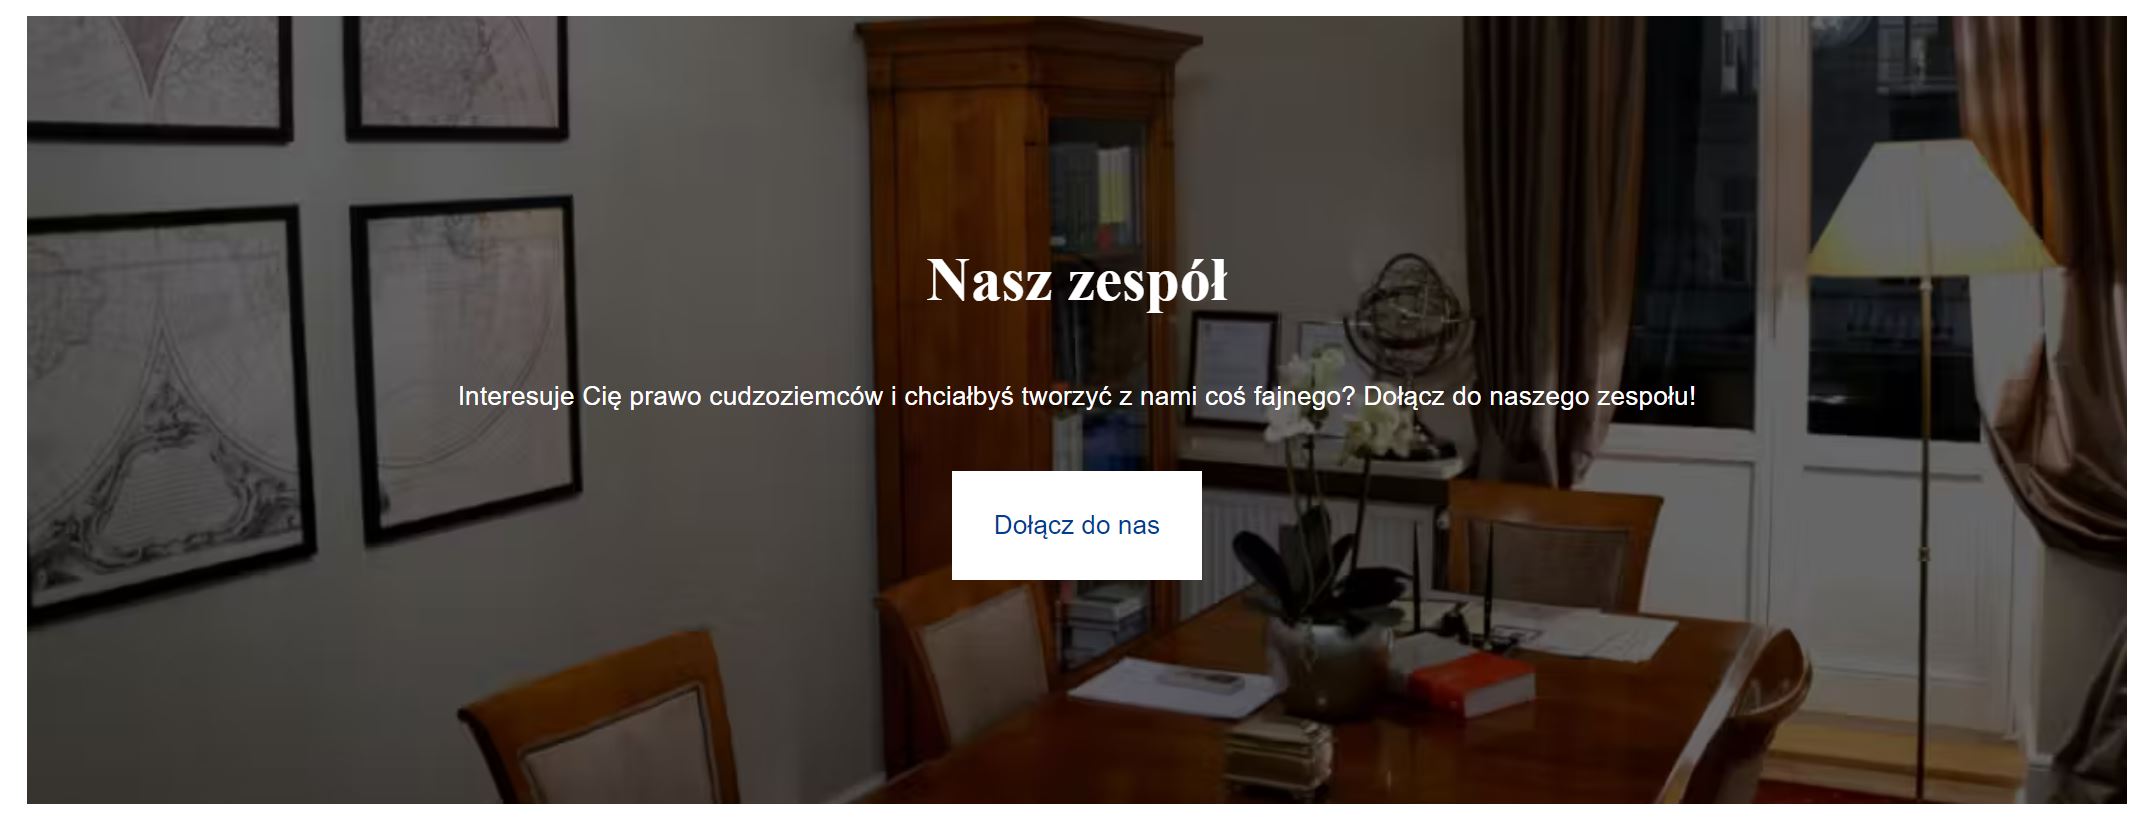 Nasz zespół
Interesuje Cię prawo cudzoziemców i chciałbyś tworzyć z nami coś fajnego? Dołącz do naszego zespołu!
Dołącz do nas